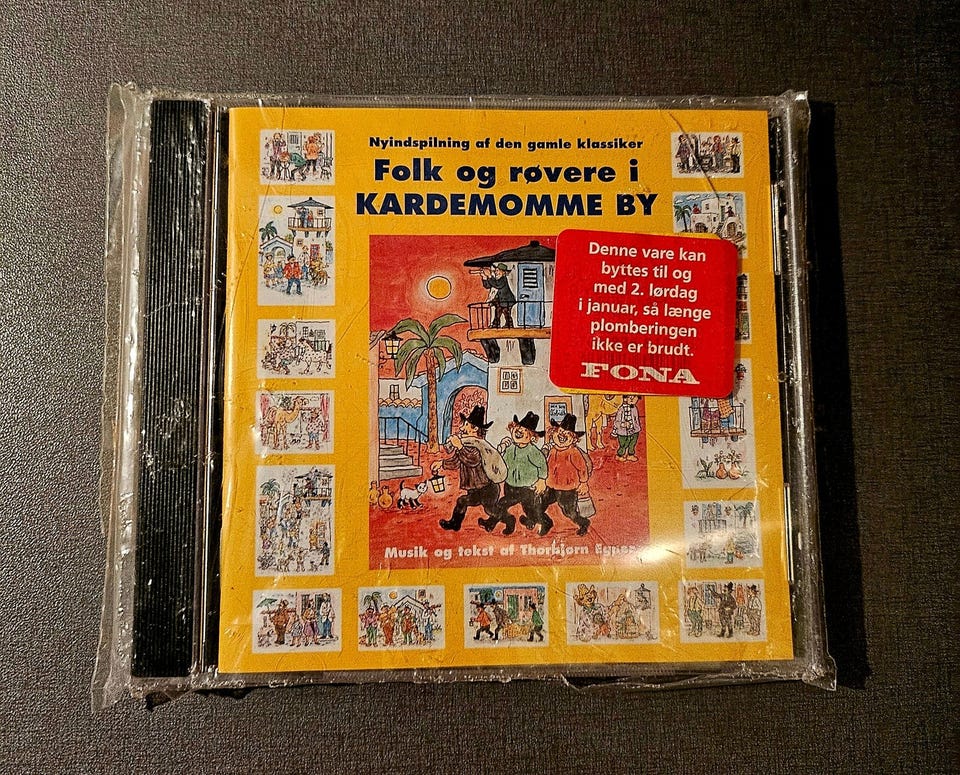 Nyindspilning af den gamle klassiker
Folk og røvere i
KARDEMOMME BY
Denne vare kan
byttes til og
med 2. lørdag
i januar, så længe
plomberingen
ikke er brudt.
FONA
Musik og tekst af Thorbjørn Egner